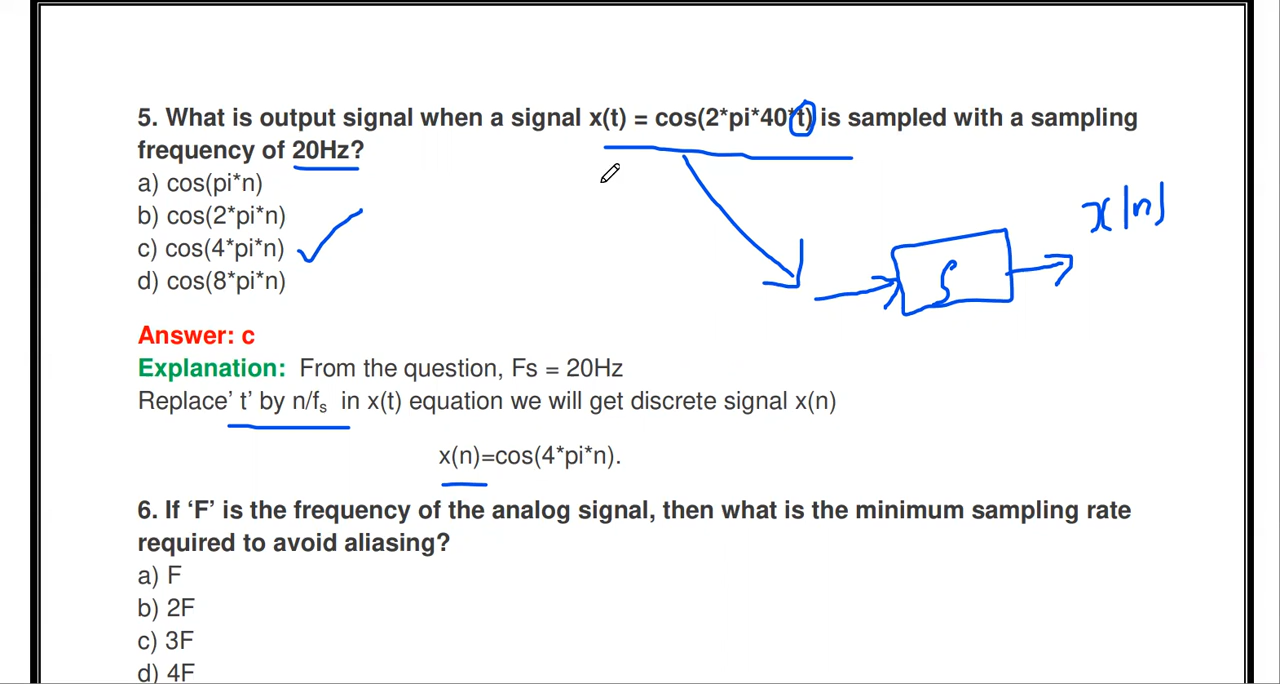 5. What is output signal when a signal x(t) = cos(2*pi*40*t) is sampled with a sampling
frequency of 20Hz?
a) cos(pi*n)
b) cos(2*pi*n)
c) cos(4*pi*n)
d) cos(8*pi*n)
x[n]
S
Answer: c
Explanation: From the question, Fs = 20Hz
Replace’ t’ by n/fs in x(t) equation we will get discrete signal x(n)
x(n)=cos(4*pi*n).
6. If ‘F’ is the frequency of the analog signal, then what is the minimum sampling rate
required to avoid aliasing?
a) F
b) 2F
c) 3F
d) 4F